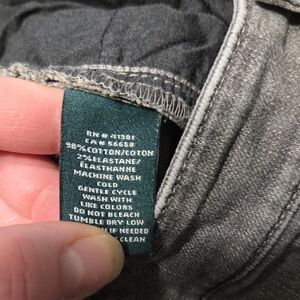 RN # 41381
CA # 56658
98% COTTON/COTON
2% ELASTANE/
ÉLASTHANNE
MACHINE WASH
COLD
GENTLE CYCLE
WASH WITH
LIKE COLORS
DO NOT BLEACH
TUMBLE DRY LOW
IF NEEDED
CLEAN